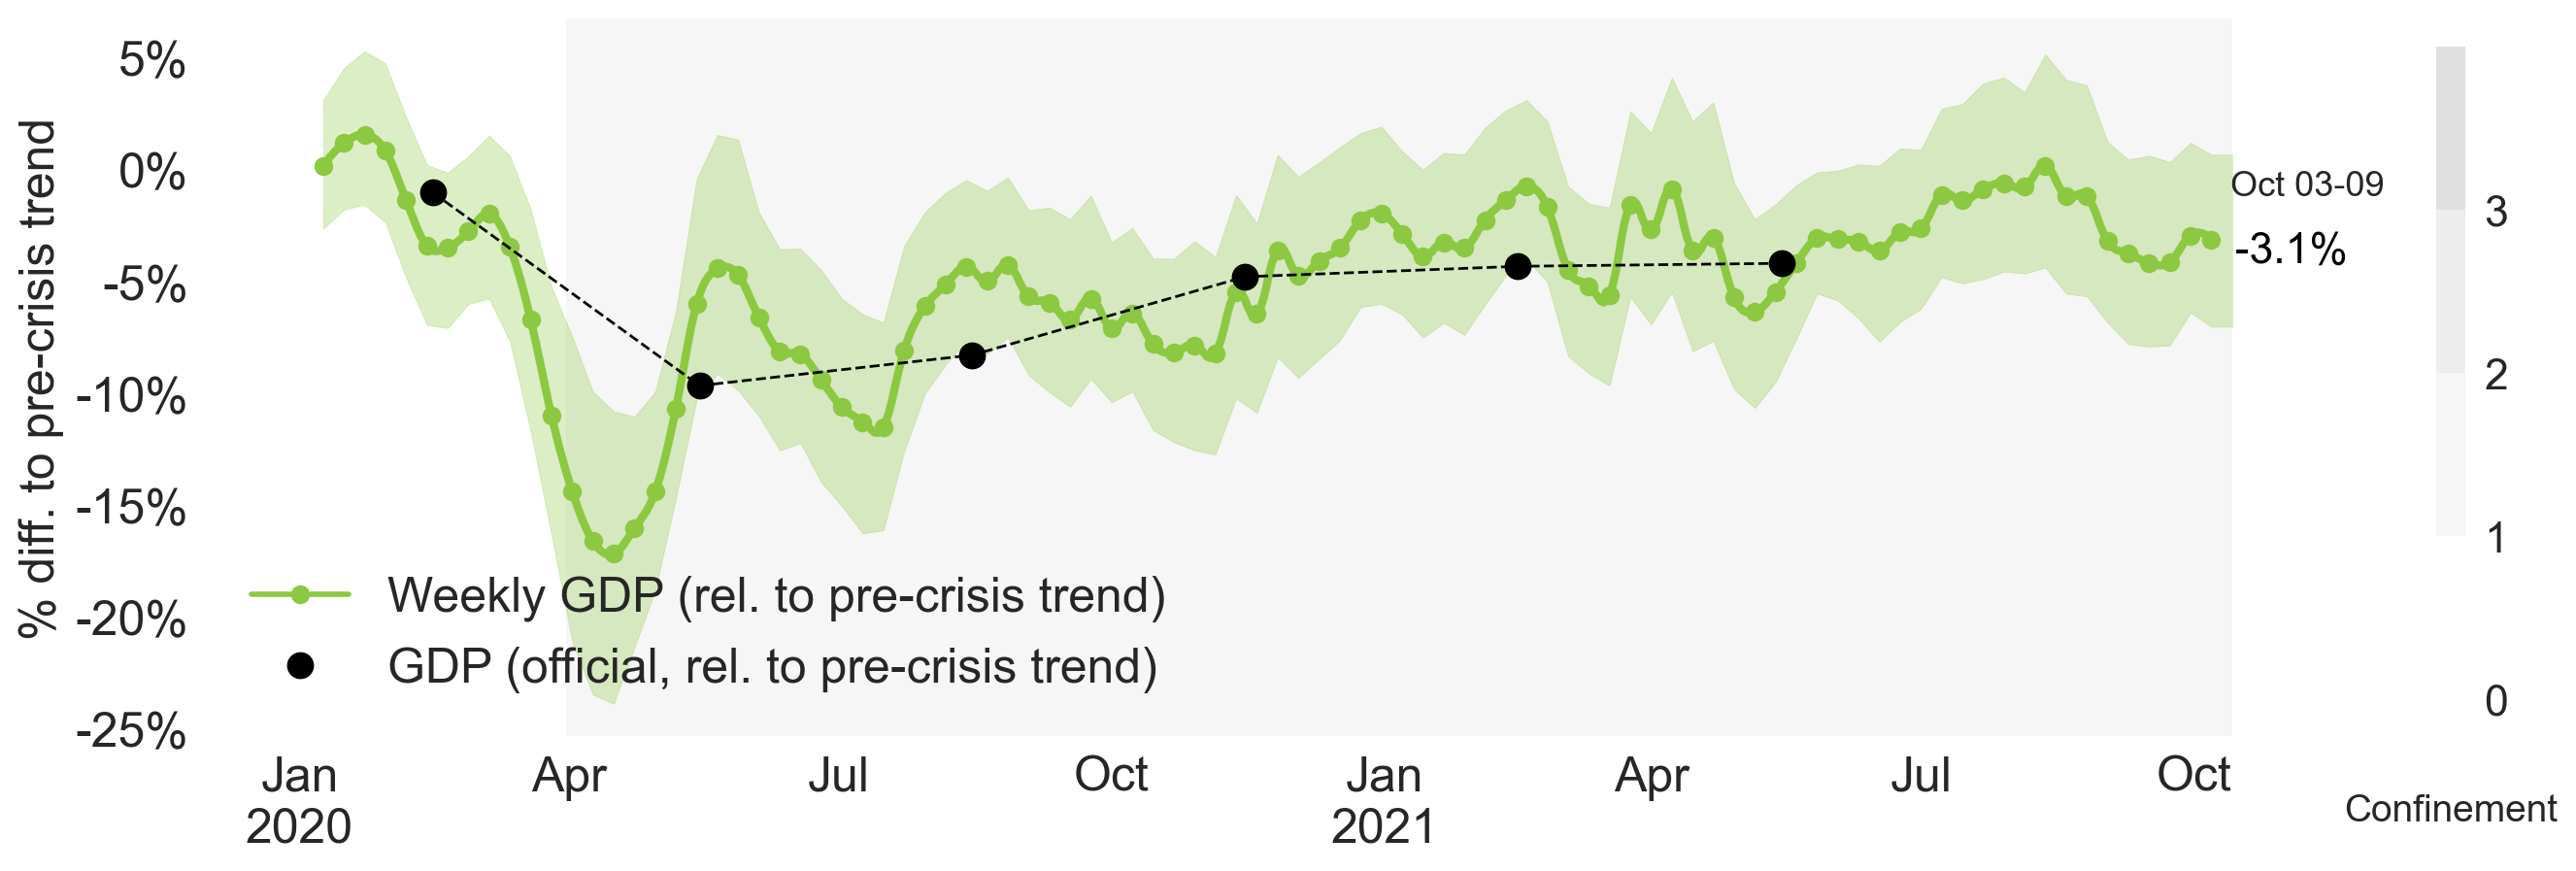 % diff. to pre-crisis trend
5%
0%
-5%
-10%
-15%
-20%
-25%
Weekly GDP (rel. to pre-crisis trend)
GDP (official, rel. to pre-crisis trend)
Jan
2020
Apr
Jul
Oct
Jan
2021
Apr
Jul
Oct
Oct 03-09
-3.1%
3
2
1
0
Confinement